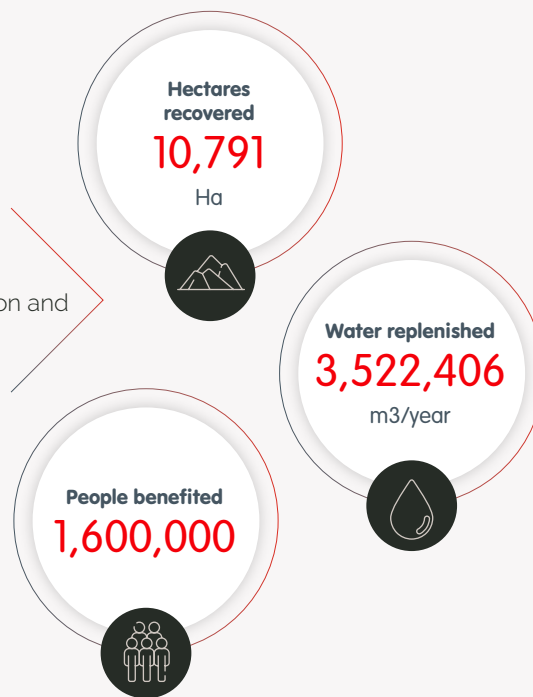 Hectares
recovered
10,791
Ha
on and
Water replenished
3,522,406
m3/year
People benefited
1,600,000